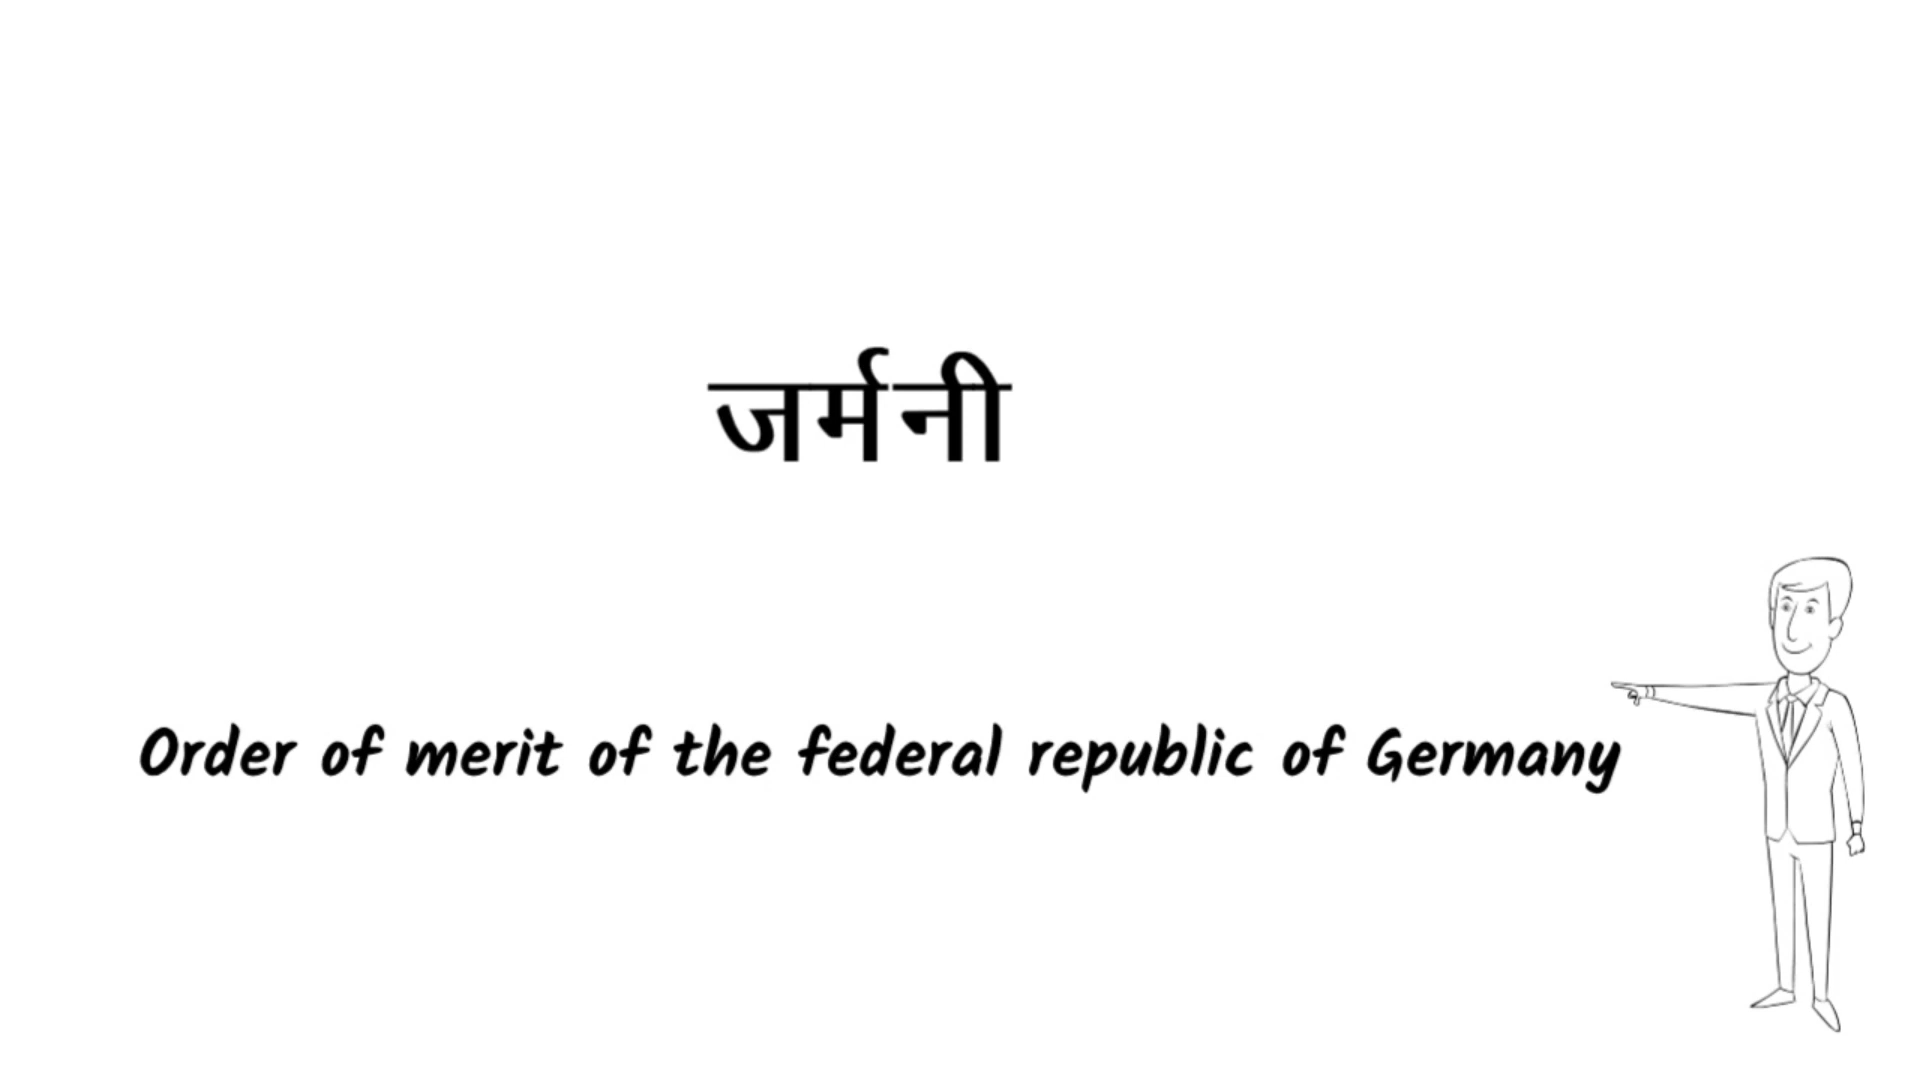 जर्मनी
Order of merit of the federal republic of Germany